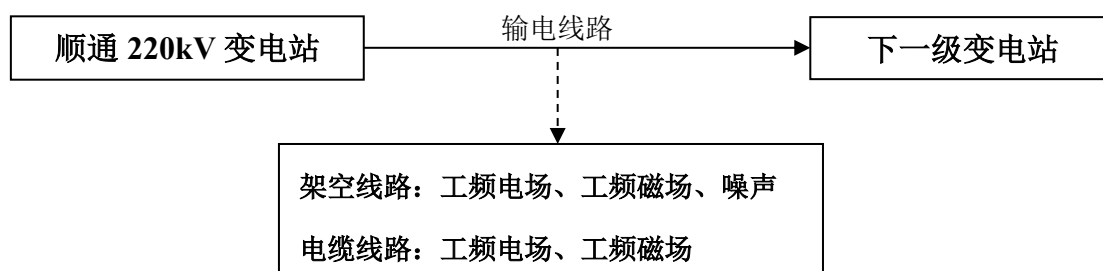 顺通 220kV 变电站
输电线路
下一级变电站
架空线路：工频电场、工频磁场、噪声
电缆线路：工频电场、工频磁场